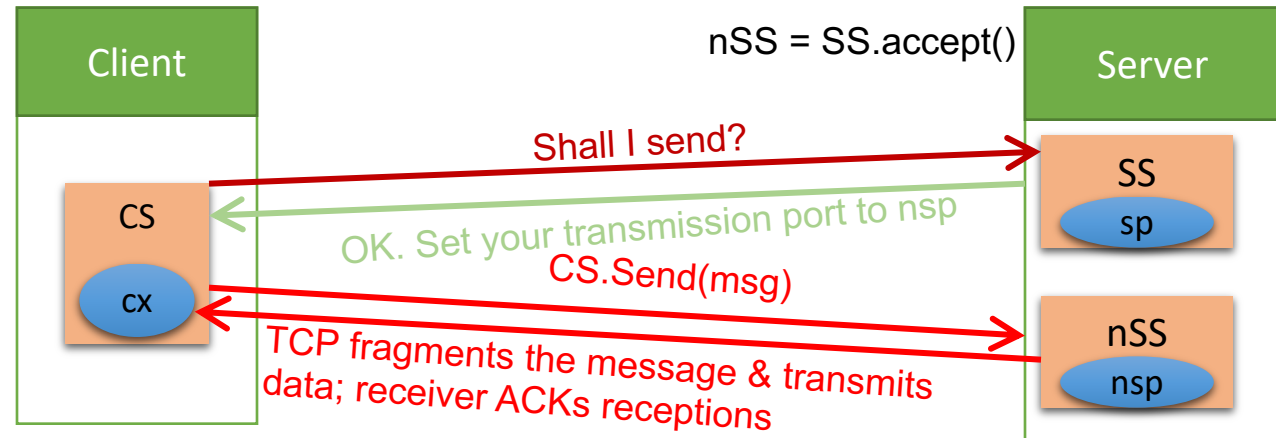 nSS = SS.accept()
Client
Server
Shall I send?
SS
sp
CS
OK. Set your transmission port to nsp
CS.Send(msg)
cx
nSS
nsp
TCP fragments the message & transmits
data; receiver ACKs receptions